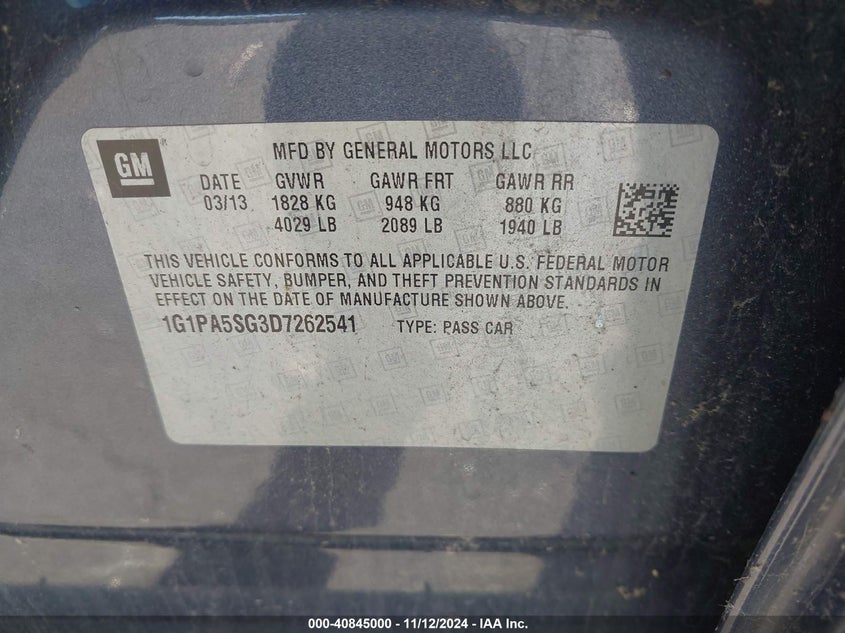 GM
MFD BY GENERAL MOTORS LLC
DATE GVWR GAWR FRT GAWR RR
03/13 1828 KG 948 KG 880 KG
4029 LB 2089 LB 1940 LB
THIS VEHICLE CONFORMS TO ALL APPLICABLE U.S. FEDERAL MOTOR
VEHICLE SAFETY, BUMPER, AND THEFT PREVENTION STANDARDS IN
EFFECT ON THE DATE OF MANUFACTURE SHOWN ABOVE.
1G1PA5SG3D7262541 TYPE: PASS CAR
000-40845000 - 11/12/2024 - IAA Inc.